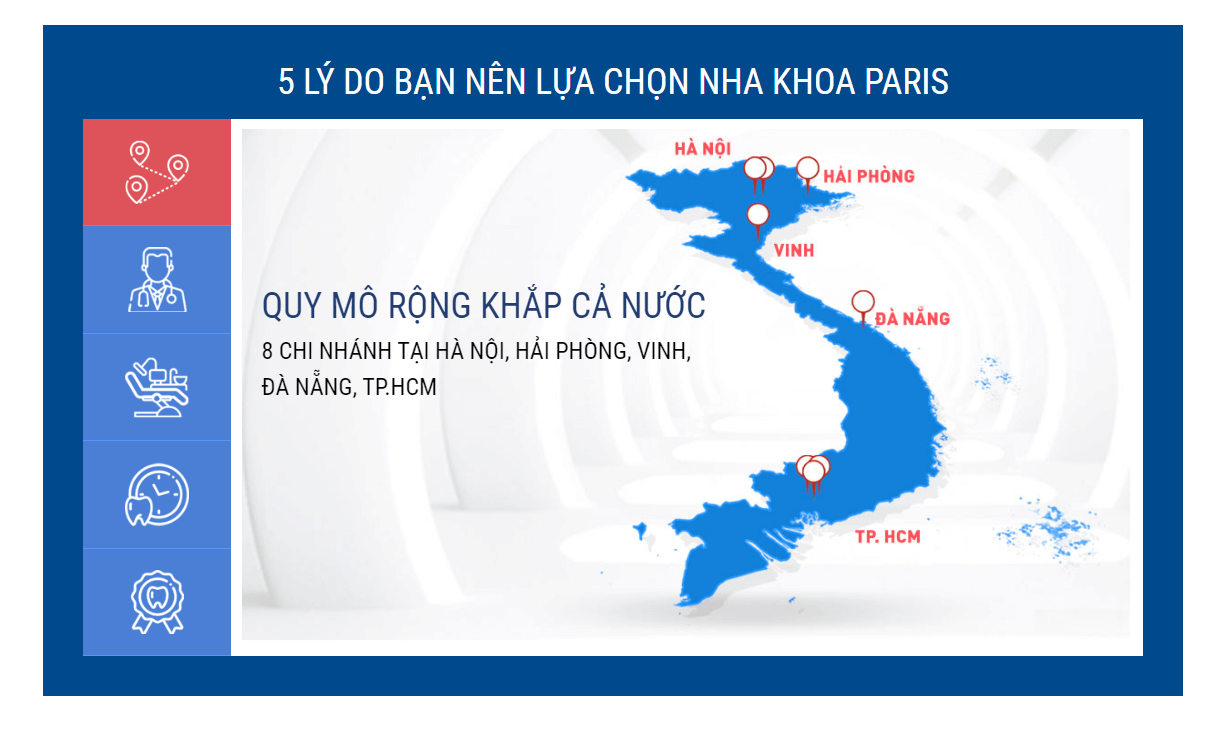 5 LÝ DO BẠN NÊN LỰA CHỌN NHA KHOA PARIS
HÀ NỘI
HẢI PHÒNG
VINH
QUY MÔ RỘNG KHẮP CẢ NƯỚC
8 CHI NHÁNH TẠI HÀ NỘI, HẢI PHÒNG, VINH,
ĐÀ NẴNG, TP.HCM
ĐÀ NẴNG
TP. HCM